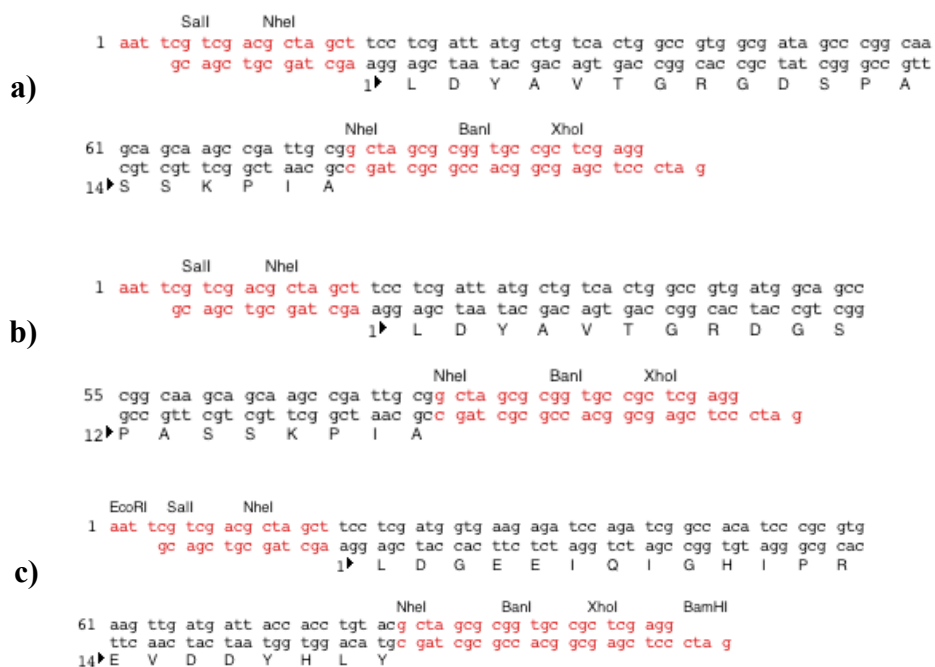 SalI NheI
1 aat tcg tcg acg cta gct tcc tcg att atg ctg tca ctg gcc gtg gcg ata gcc cgg caa
gc agc tgc gat cga agg agc taa tac gac agt gac cgg cac cgc tat cgg gcc gtt
a)
1▶ L D Y A V T G R G D S P A
NheI BanI XhoI
61 gca gca agc cga ttg cgg cta gcg cgg tgc cgc tcg agg
cgt cgt tcg gct aac gcc gat cgc gcc acg gcg agc tcc cta g
14▶ S S K P I A
SalI NheI
1 aat tcg tcg acg cta gct tcc tcg att atg ctg tca ctg gcc gtg atg gca gcc
gc agc tgc gat cga agg agc taa tac gac agt gac cgg cac tac cgt cgg
b)
1▶ L D Y A V T G R D G S
NheI BanI XhoI
55 cgg caa gca gca agc cga ttg cgg cta gcg cgg tgc cgc tcg agg
gcc gtt cgt cgt tcg gct aac gcc gat cgc gcc acg gcg agc tcc cta g
12▶ P A S S K P I A
EcoRI SalI NheI
1 aat tcg tcg acg cta gct tcc tcg atg gtg aag aga tcc aga tcg gcc aca tcc cgc gtg
gc agc tgc gat cga agg agc tac cac ttc tct agg tct agc cgg tgt agg gcg cac
c)
1▶ L D G E E I Q I G H I P R
NheI BanI XhoI BamHI
61 aag ttg atg att acc acc tgt acg cta gcg cgg tgc cgc tcg agg
ttc aac tac taa tgg tgg aca tgc gat cgc gcc acg gcg agc tcc cta g
14▶ E V D D Y H L Y